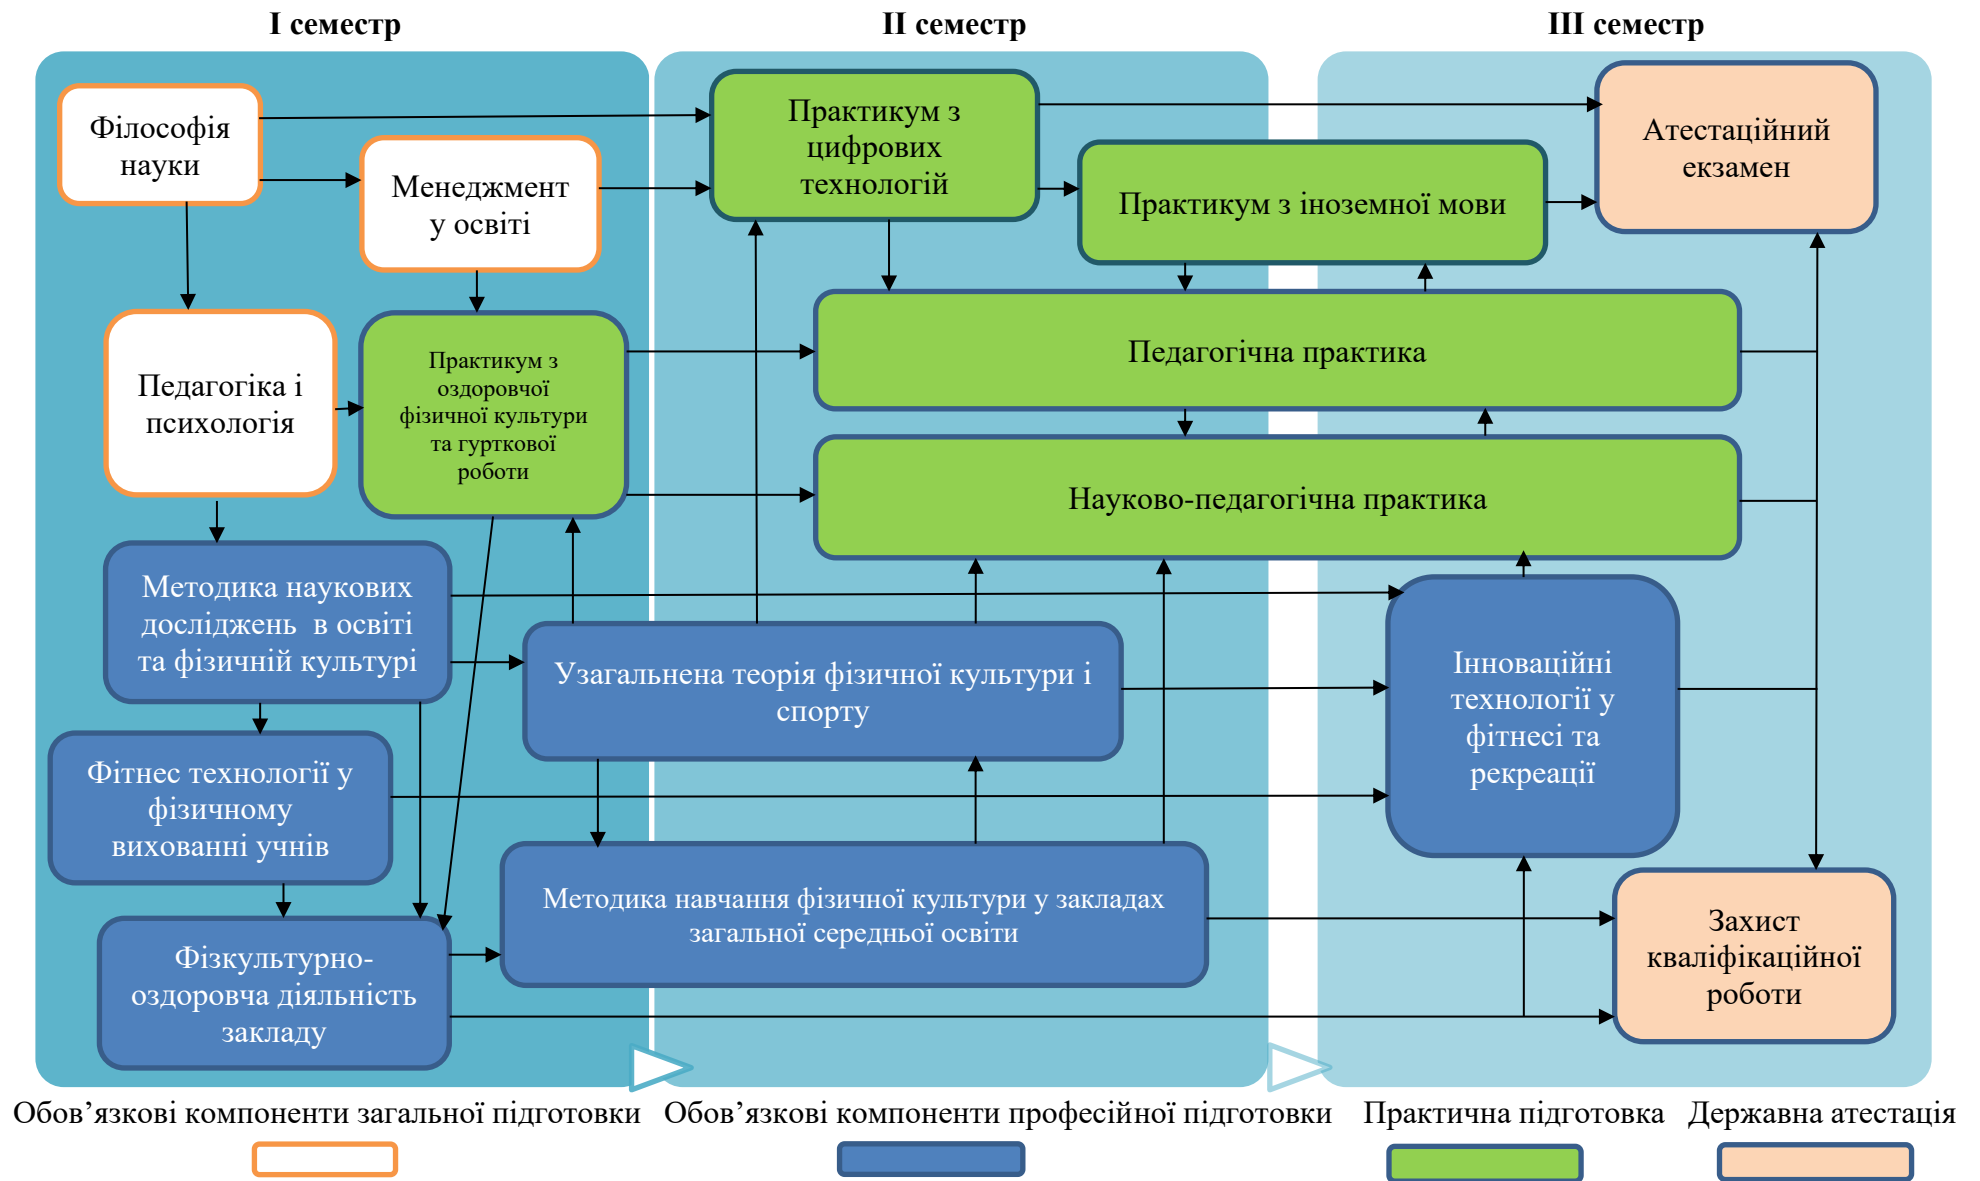 I семестр
II семестр
III семестр
Філософія
науки
Менеджмент
у освіті
Практикум з
цифрових
технологій
Практикум з іноземної мови
Атестаційний
екзамен
Педагогіка і
психологія
Практикум з
оздоровчої
фізичної культури
та гурткової
роботи
Педагогічна практика
Науково-педагогічна практика
Методика наукових
досліджень в освіті
та фізичній культурі
Узагальнена теорія фізичної культури і
спорту
Інноваційні
технології у
фітнесі та
рекреації
Фітнес технології у
фізичному
вихованні учнів
Методика навчання фізичної культури у закладах
загальної середньої освіти
Фізкультурно-
оздоровча діяльність
закладу
Захист
кваліфікаційної
роботи
Обов’язкові компоненти загальної підготовки
Обов’язкові компоненти професійної підготовки
Практична підготовка
Державна атестація